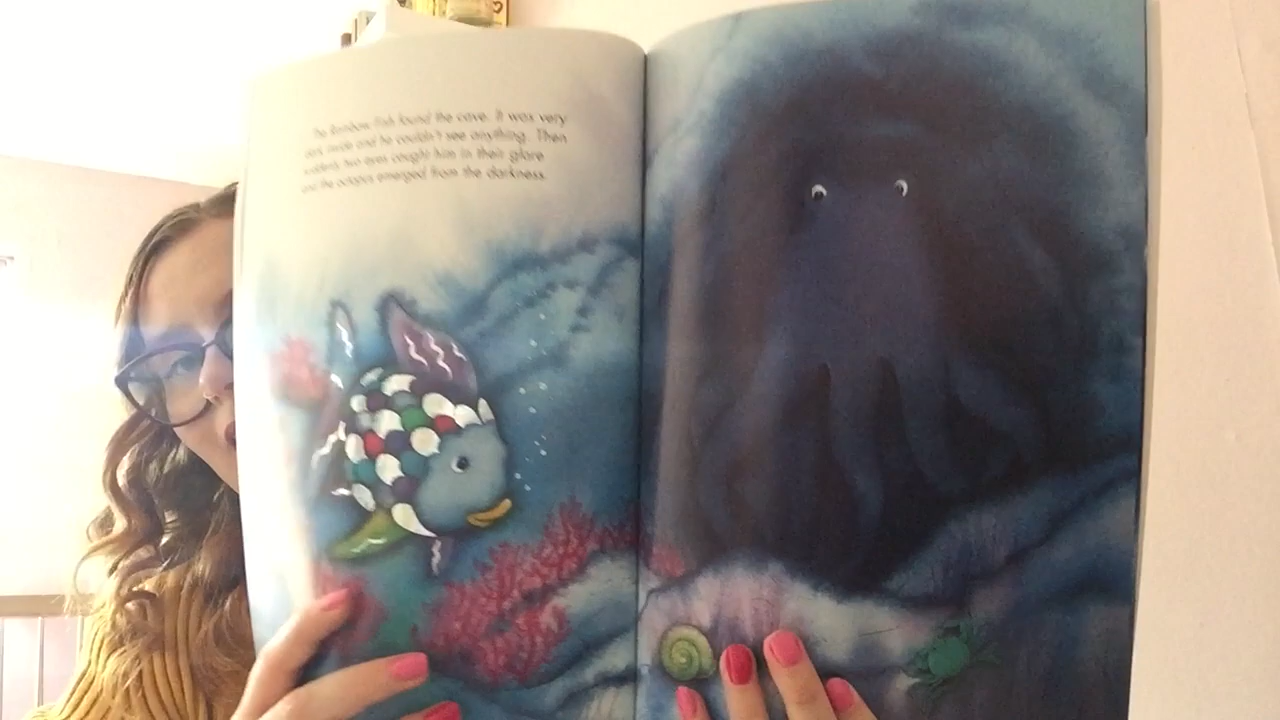 The Rainbow Fish found the cave. It was very
dark inside and he couldn't see anything. Then
suddenly two eyes caught him in their glare
and the octopus emerged from the darkness.